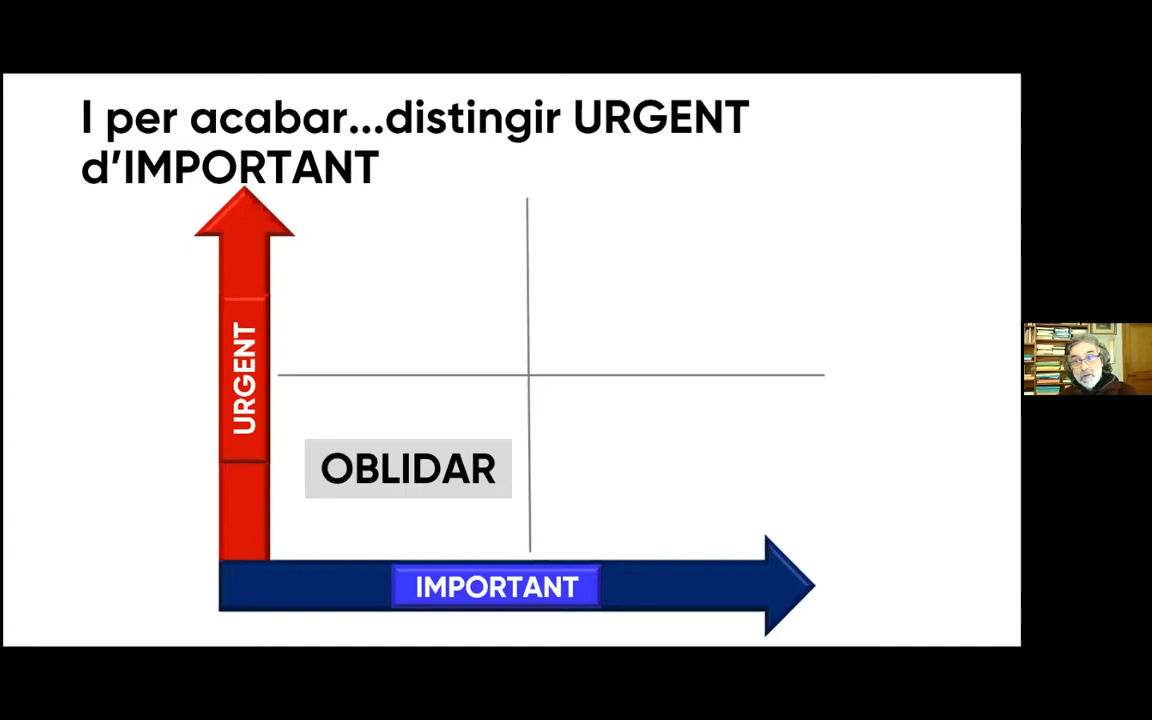 I per acabar...distingir URGENT
d’IMPORTANT
URGENT
OBLIDAR
IMPORTANT